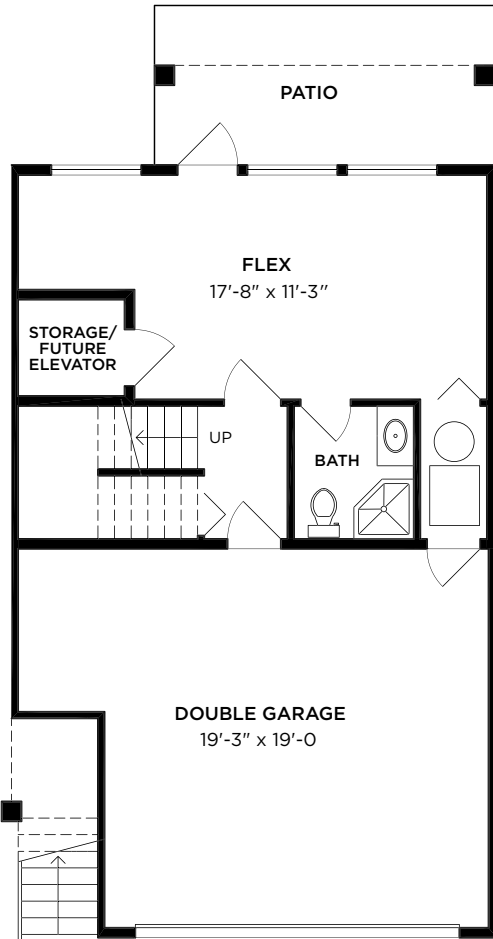 PATIO
FLEX
17'-8" x 11'-3"
STORAGE/
FUTURE
ELEVATOR
UP
BATH
DOUBLE GARAGE
19'-3" x 19'-0